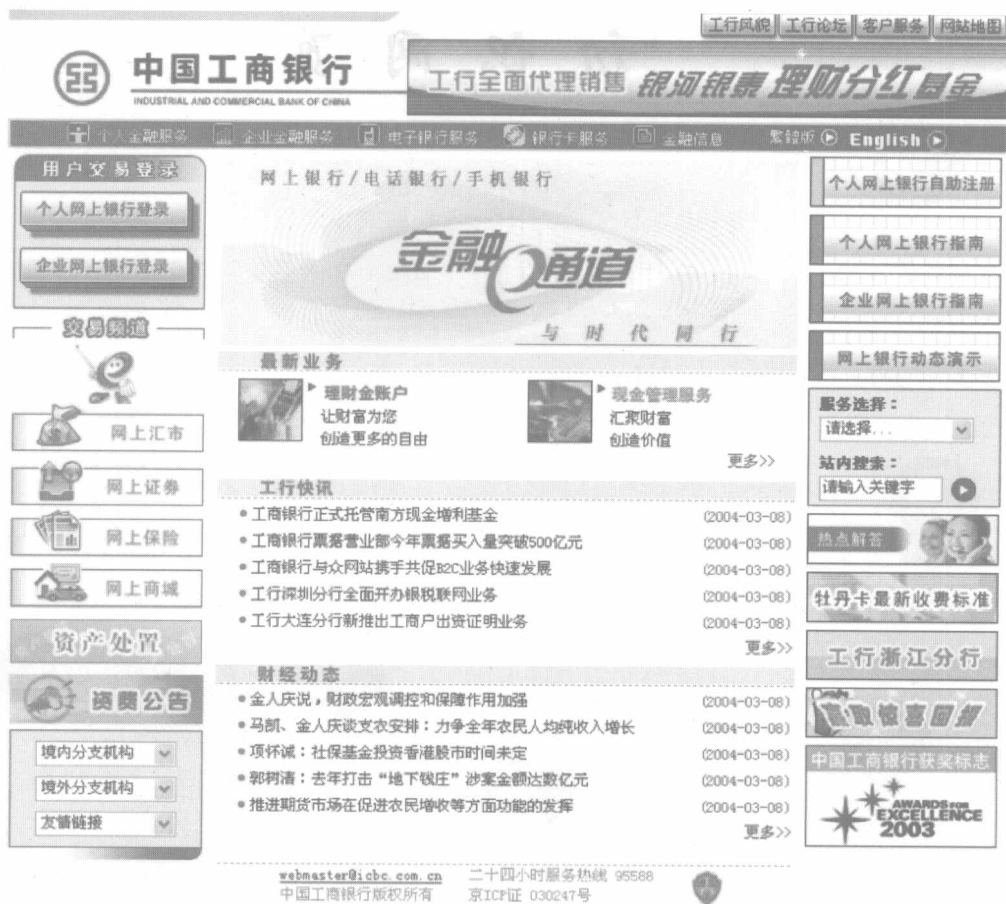 工行风貌 工行论坛 客户服务 网站地图
中国工商银行
INDUSTRIAL AND COMMERCIAL BANK OF CHINA
工行全面代理销售 银河银泰 理财分红基金
个人金融服务 企业金融服务 电子银行服务 银行卡服务 金融信息 繁體版 English
用户交易登录
个人网上银行登录
企业网上银行登录
交易频道
网上汇市
网上证券
网上保险
网上商城
资产处置
资费公告
境内分支机构
境外分支机构
友情链接
网上银行/电话银行/手机银行
金融e通道
与时代同行
最新业务
理财金账户
让财富为您
创造更多的自由
现金管理服务
汇聚财富
创造价值
更多>>
工行快讯
工商银行正式托管南方现金增利基金 (2004-03-08)
工商银行票据营业部今年票据买入量突破500亿元 (2004-03-08)
工商银行与众网站携手共促B2C业务快速发展 (2004-03-08)
工行深圳分行全面开办银税联网业务 (2004-03-08)
工行大连分行新推出工商户出资证明业务 (2004-03-08)
更多>>
财经动态
金人庆说，财政宏观调控和保障作用加强 (2004-03-08)
马凯、金人庆谈支农安排：力争全年农民人均纯收入增长 (2004-03-08)
项怀诚：社保基金投资香港股市时间未定 (2004-03-08)
郭树清：去年打击“地下钱庄”涉案金额达数亿元 (2004-03-08)
推进期货市场在促进农民增收等方面功能的发挥 (2004-03-08)
更多>>
个人网上银行自助注册
个人网上银行指南
企业网上银行指南
网上银行动态演示
服务选择：
请选择...
站内搜索：
请输入关键字
热点解答
牡丹卡最新收费标准
工行浙江分行
赢取惊喜回报
中国工商银行获奖标志
AWARDS FOR
EXCELLENCE
2003
webmaster@icbc.com.cn 二十四小时服务热线 95588
中国工商银行版权所有 京ICP证 030247号